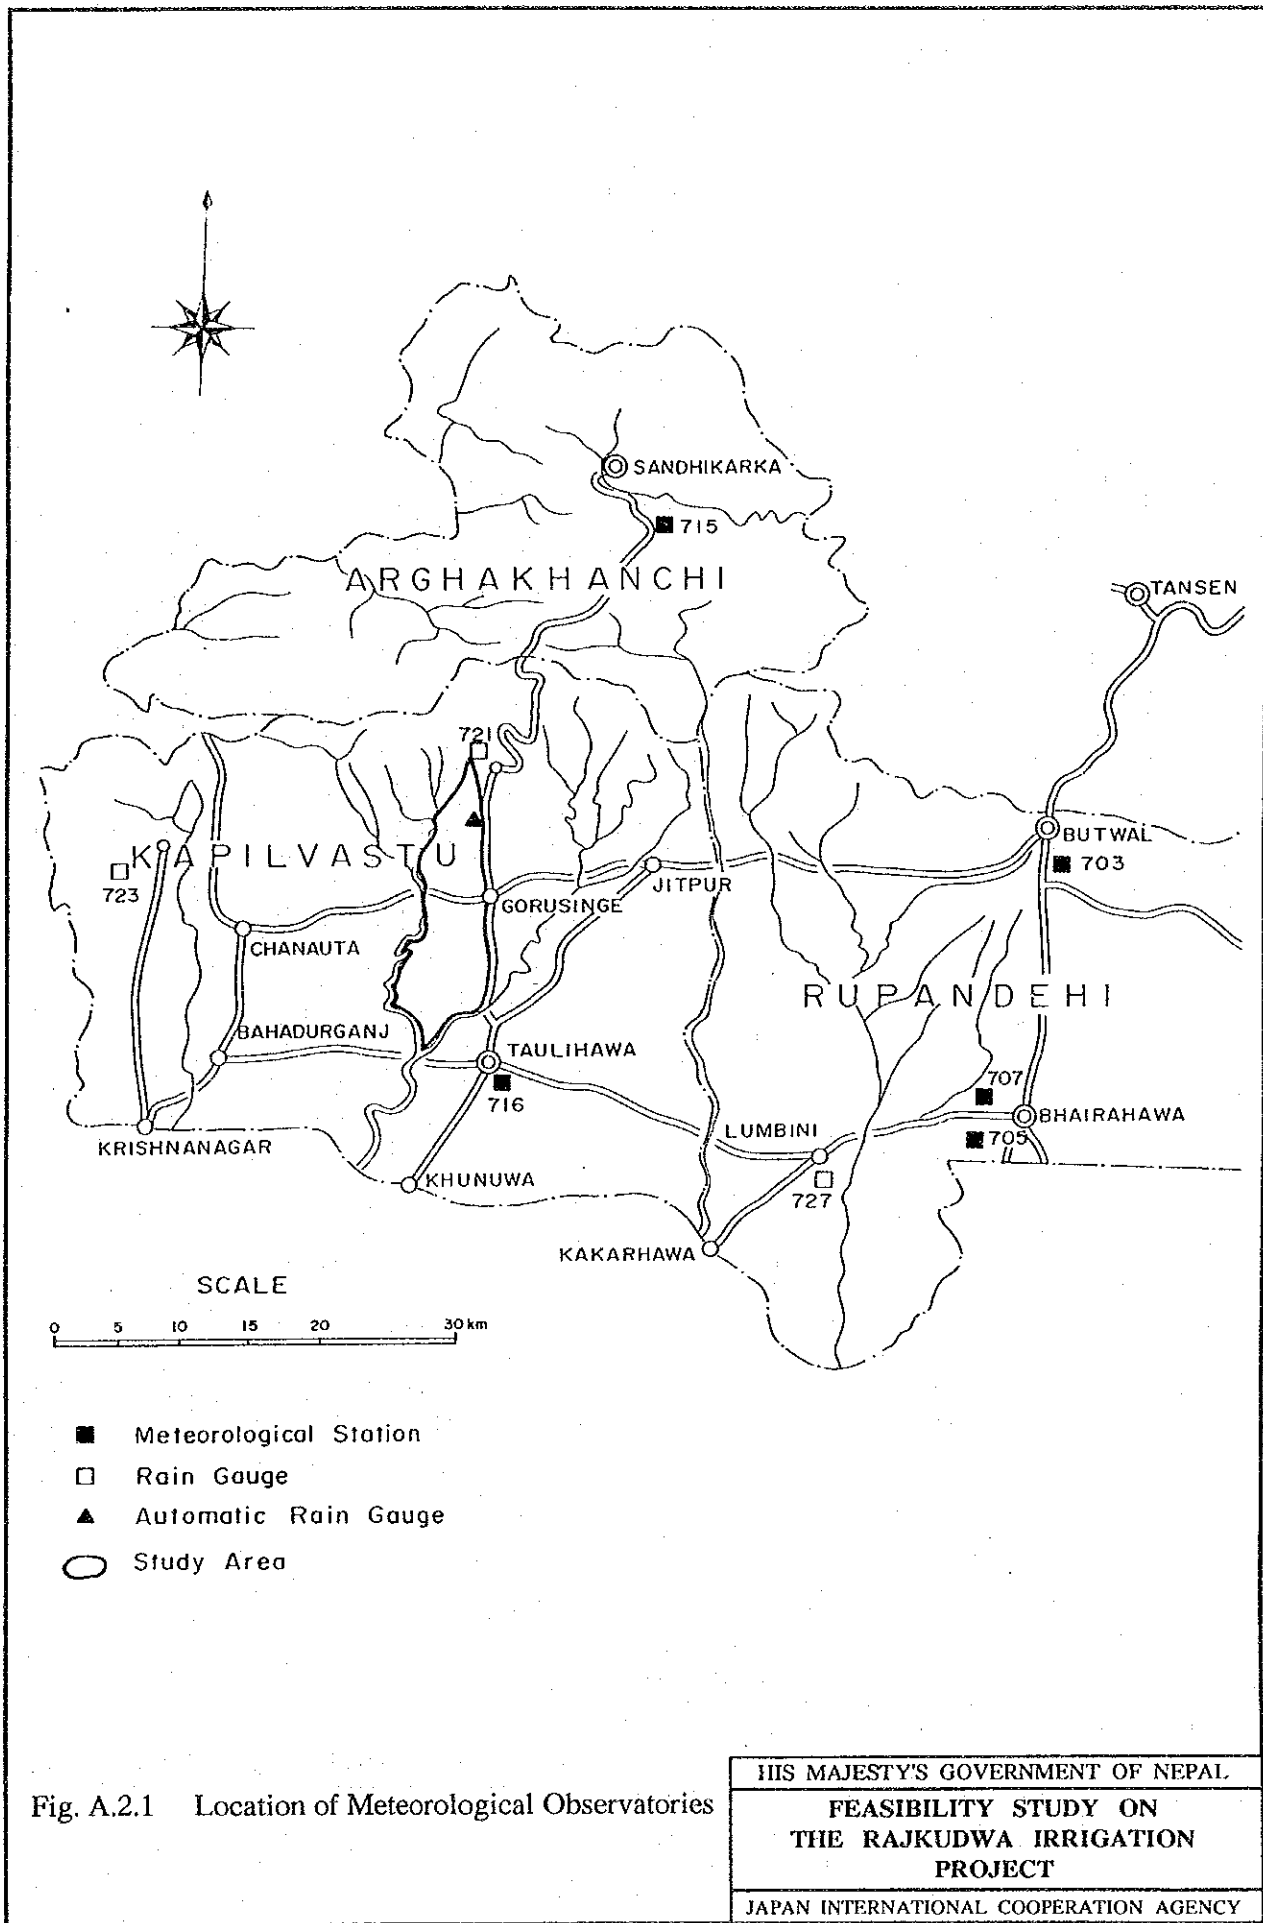 SANDHIKARKA
715
ARGHAKHANCHI
TANSEN
721
BUTWAL
703
KAPILVASTU
723
JITPUR
GORUSINGE
CHANAUTA
RUPANDEHI
BAHADURGANJ
TAULIHAWA
716
707
BHAIRAHAWA
705
LUMBINI
KRISHNANAGAR
KHUNUWA
727
KAKARHAWA
SCALE
0 5 10 15 20 30 km
Meteorological Station
Rain Gauge
Automatic Rain Gauge
Study Area
Fig. A.2.1 Location of Meteorological Observatories
HIS MAJESTY'S GOVERNMENT OF NEPAL
FEASIBILITY STUDY ON
THE RAJKUDWA IRRIGATION
PROJECT
JAPAN INTERNATIONAL COOPERATION AGENCY